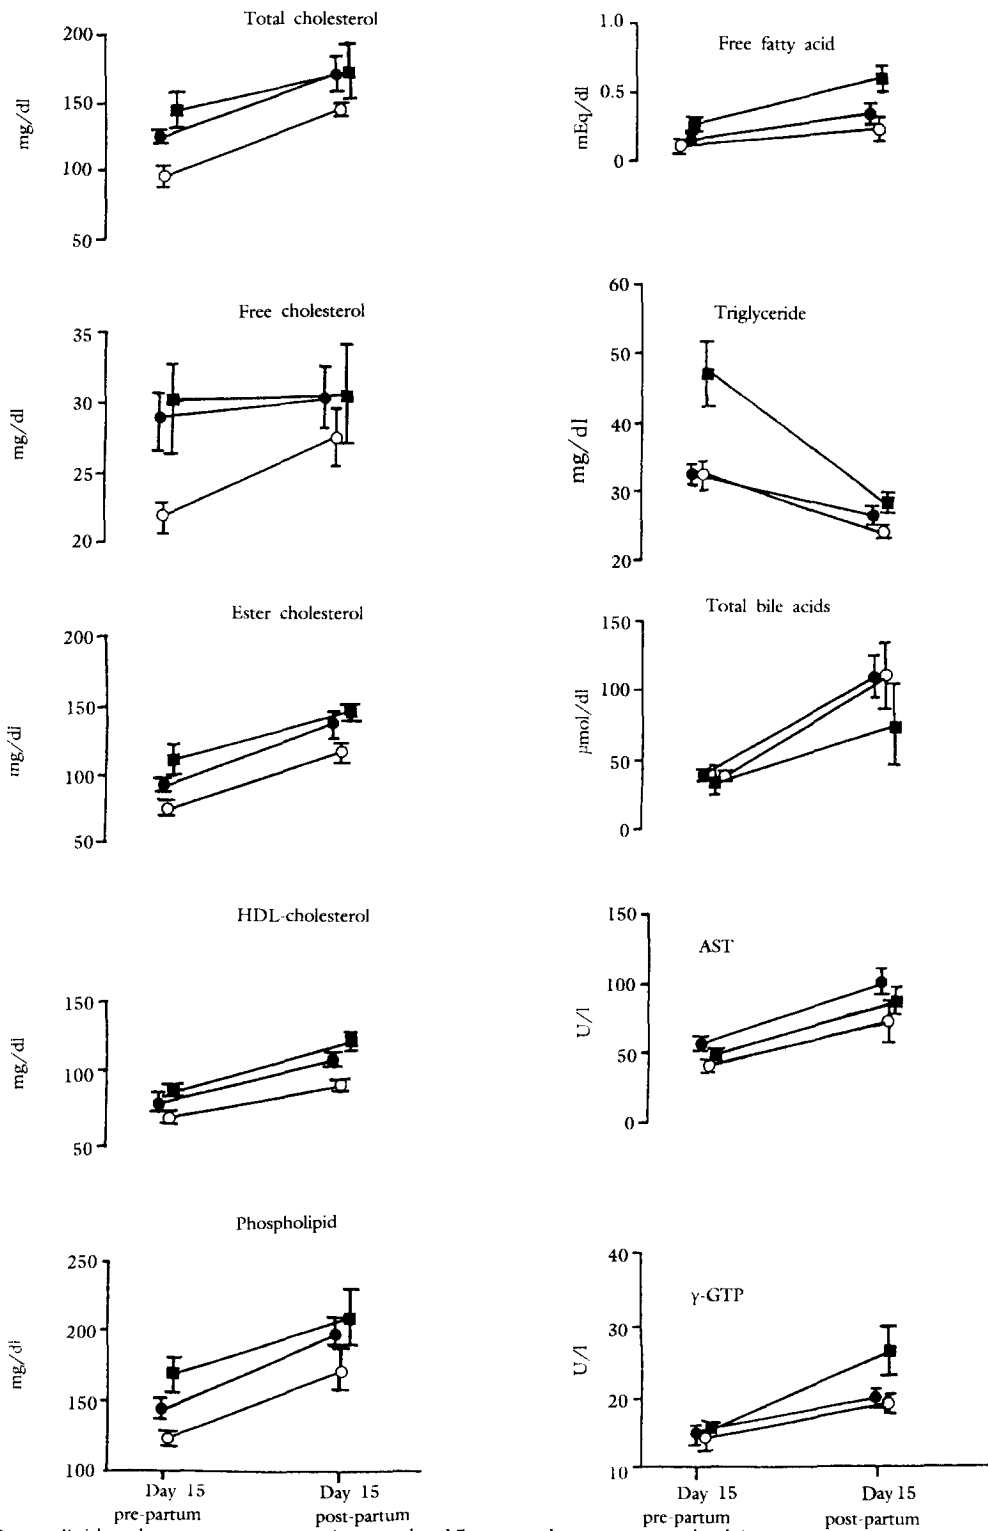 Total cholesterol
200
150
100
50
mg/dl
Free fatty acid
1.0
0.5
0
mEq/dl
Free cholesterol
35
30
25
20
mg/dl
Triglyceride
60
50
40
30
20
mg/dl
Ester cholesterol
200
150
100
50
mg/dl
Total bile acids
150
100
50
0
µmol/dl
HDL-cholesterol
150
100
50
mg/dl
AST
150
100
50
0
U/l
Phospholipid
250
200
150
100
mg/dl
Day 15
pre-partum
Day 15
post-partum
γ-GTP
40
30
20
10
U/l
Day 15
pre-partum
Day 15
post-partum